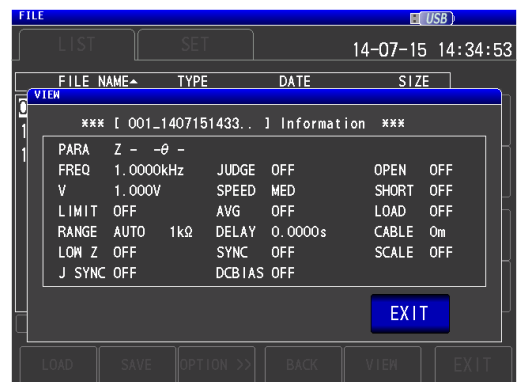 FILE
USB
LIST SET 14-07-15 14:34:53
FILE NAME▲ TYPE DATE SIZE
VIEW
*** [ 001_1407151433.. ] Information ***
PARA Z - -θ -
FREQ 1.0000kHz JUDGE OFF OPEN OFF
V 1.000V SPEED MED SHORT OFF
LIMIT OFF AVG OFF LOAD OFF
RANGE AUTO 1kΩ DELAY 0.0000s CABLE 0m
LOW Z OFF SYNC OFF SCALE OFF
J SYNC OFF DCBIAS OFF
EXIT
LOAD SAVE OPTION >> BACK VIEW EXIT